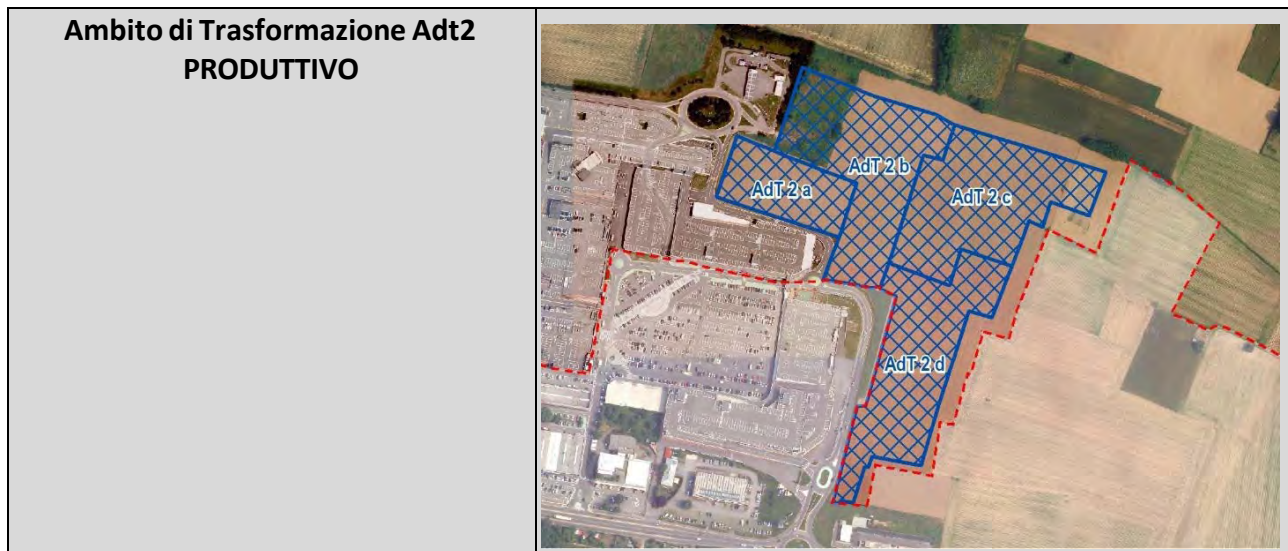 Ambito di Trasformazione Adt2
PRODUTTIVO
AdT 2 b
AdT 2 a
AdT 2 c
AdT 2 d